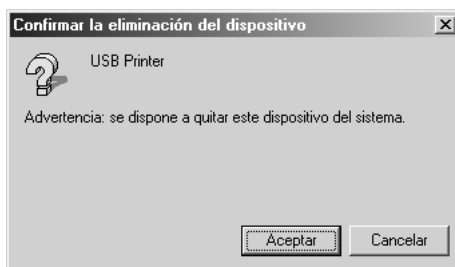 Confirmar la eliminación del dispositivo
USB Printer
Advertencia: se dispone a quitar este dispositivo del sistema.
Aceptar
Cancelar